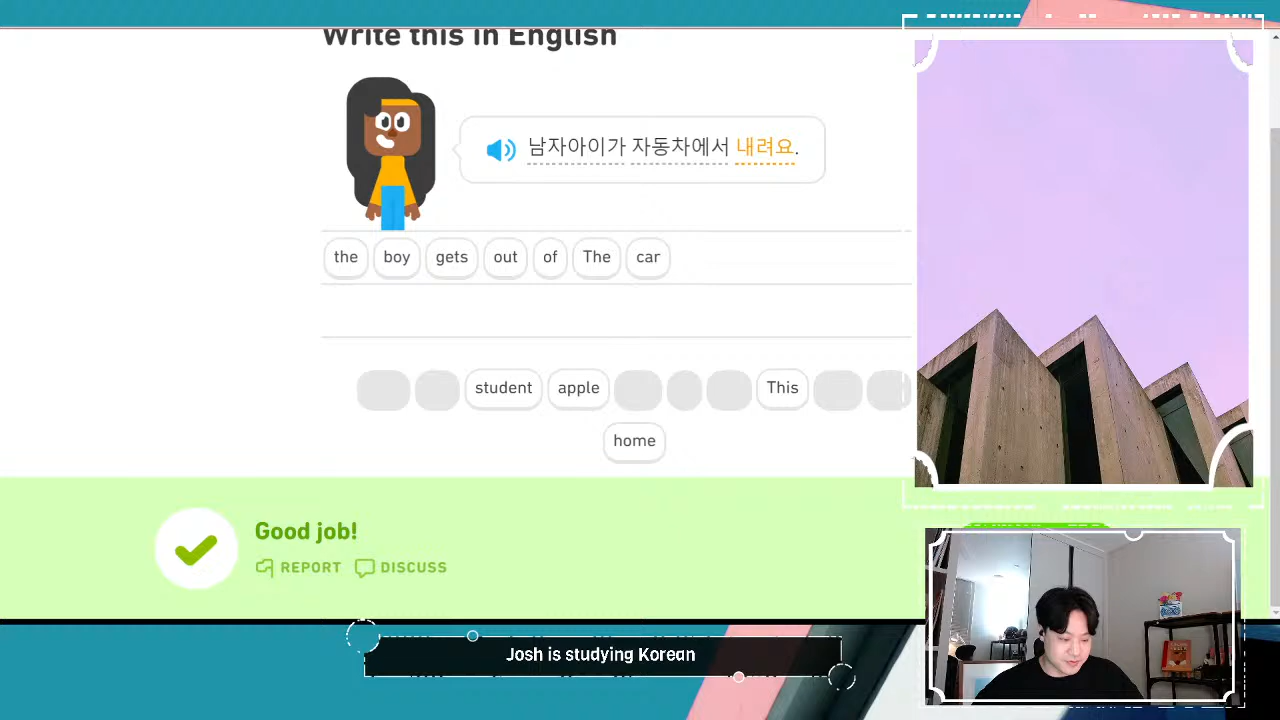 Write this in English
남자아이가 자동차에서 내려요.
the boy gets out of The car
student apple This
home
Good job!
REPORT DISCUSS
Josh is studying Korean